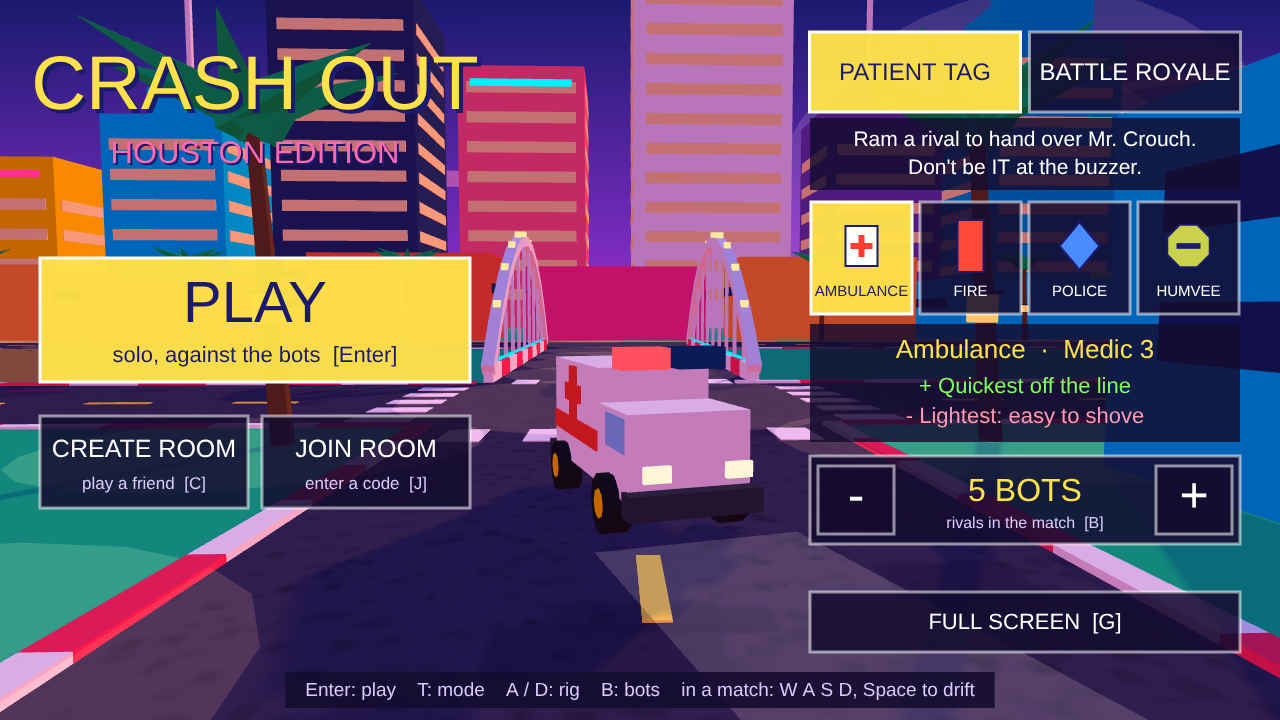 CRASH OUT
HOUSTON EDITION
PLAY
solo, against the bots [Enter]
CREATE ROOM
play a friend [C]
JOIN ROOM
enter a code [J]
PATIENT TAG
BATTLE ROYALE
Ram a rival to hand over Mr. Crouch.
Don't be IT at the buzzer.
AMBULANCE
FIRE
POLICE
HUMVEE
Ambulance · Medic 3
+ Quickest off the line
- Lightest: easy to shove
-
5 BOTS
rivals in the match [B]
+
FULL SCREEN [G]
Enter: play T: mode A / D: rig B: bots in a match: W A S D, Space to drift